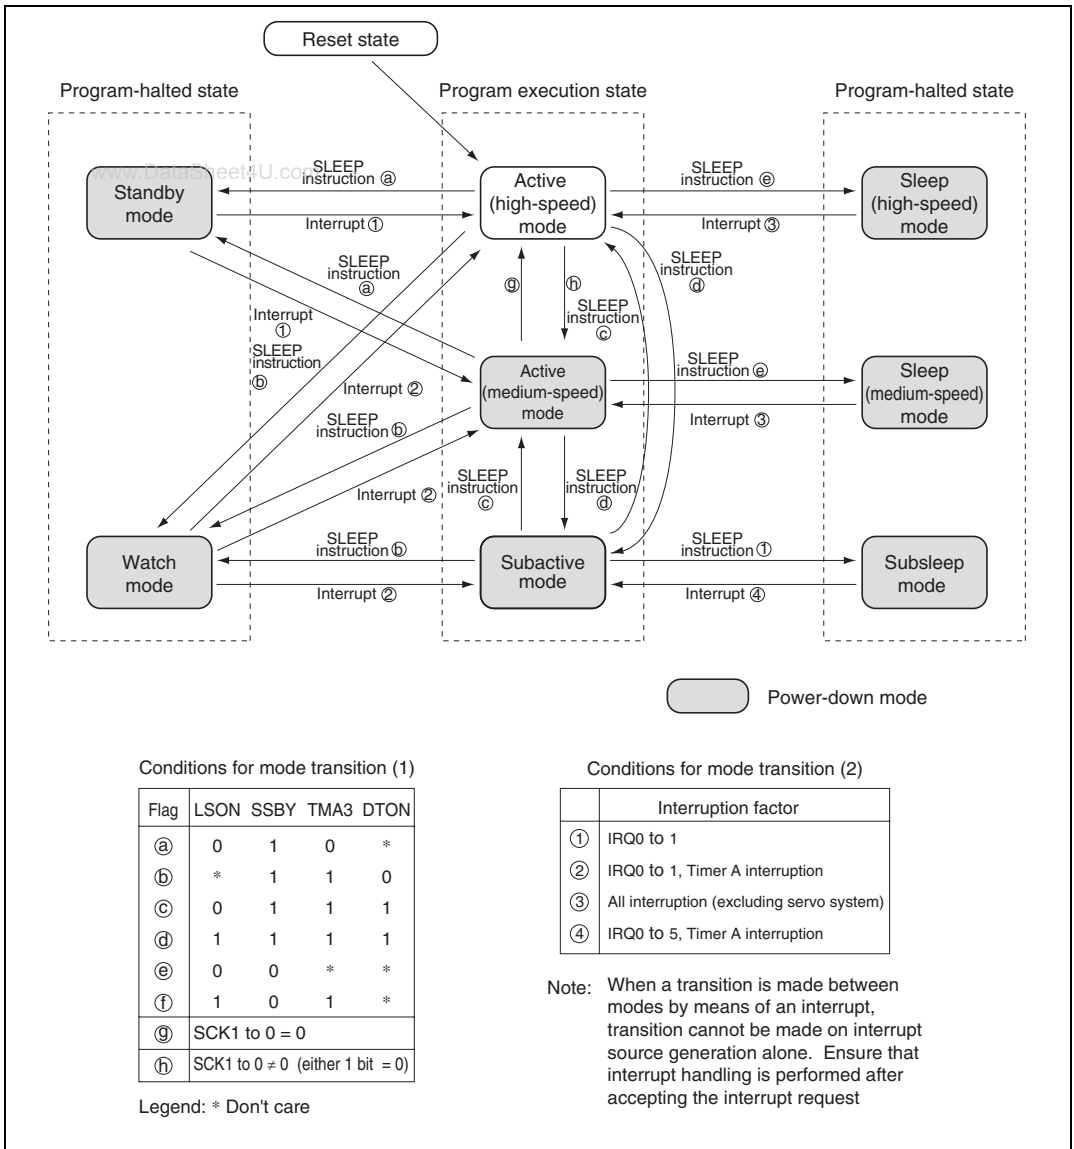 Reset state
Program-halted state
Program execution state
Program-halted state
www.DataSheet4U.com
Standby
mode
SLEEP
instruction ⓐ
Interrupt ①
Active
(high-speed)
mode
SLEEP
instruction ⓔ
Interrupt ③
Sleep
(high-speed)
mode
SLEEP
instruction
ⓐ
Interrupt
①
SLEEP
instruction
ⓑ
ⓖ
ⓗ
SLEEP
instruction
ⓓ
SLEEP
instruction
ⓒ
Interrupt ②
SLEEP
instruction ⓑ
Interrupt ②
Active
(medium-speed)
mode
SLEEP
instruction ⓔ
Interrupt ③
Sleep
(medium-speed)
mode
SLEEP
instruction
ⓒ
SLEEP
instruction
ⓓ
Watch
mode
SLEEP
instruction ⓑ
Interrupt ②
Subactive
mode
SLEEP
instruction ①
Interrupt ④
Subsleep
mode
Power-down mode
Conditions for mode transition (1)
Flag LSON SSBY TMA3 DTON
ⓐ 0 1 0 *
ⓑ * 1 1 0
ⓒ 0 1 1 1
ⓓ 1 1 1 1
ⓔ 0 0 * *
ⓕ 1 0 1 *
ⓖ SCK1 to 0 = 0
ⓗ SCK1 to 0 ≠ 0 (either 1 bit = 0)
Legend: * Don't care
Conditions for mode transition (2)
Interruption factor
① IRQ0 to 1
② IRQ0 to 1, Timer A interruption
③ All interruption (excluding servo system)
④ IRQ0 to 5, Timer A interruption
Note: When a transition is made between
modes by means of an interrupt,
transition cannot be made on interrupt
source generation alone. Ensure that
interrupt handling is performed after
accepting the interrupt request